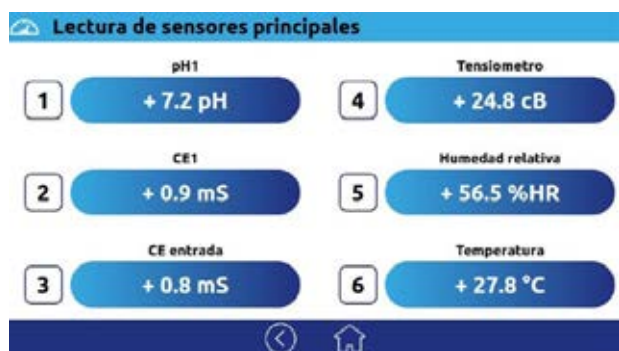 Lectura de sensores principales
pH1
1
+ 7.2 pH
CE1
2
+ 0.9 mS
CE entrada
3
+ 0.8 mS
Tensiometro
4
+ 24.8 cB
Humedad relativa
5
+ 56.5 %HR
Temperatura
6
+ 27.8 °C